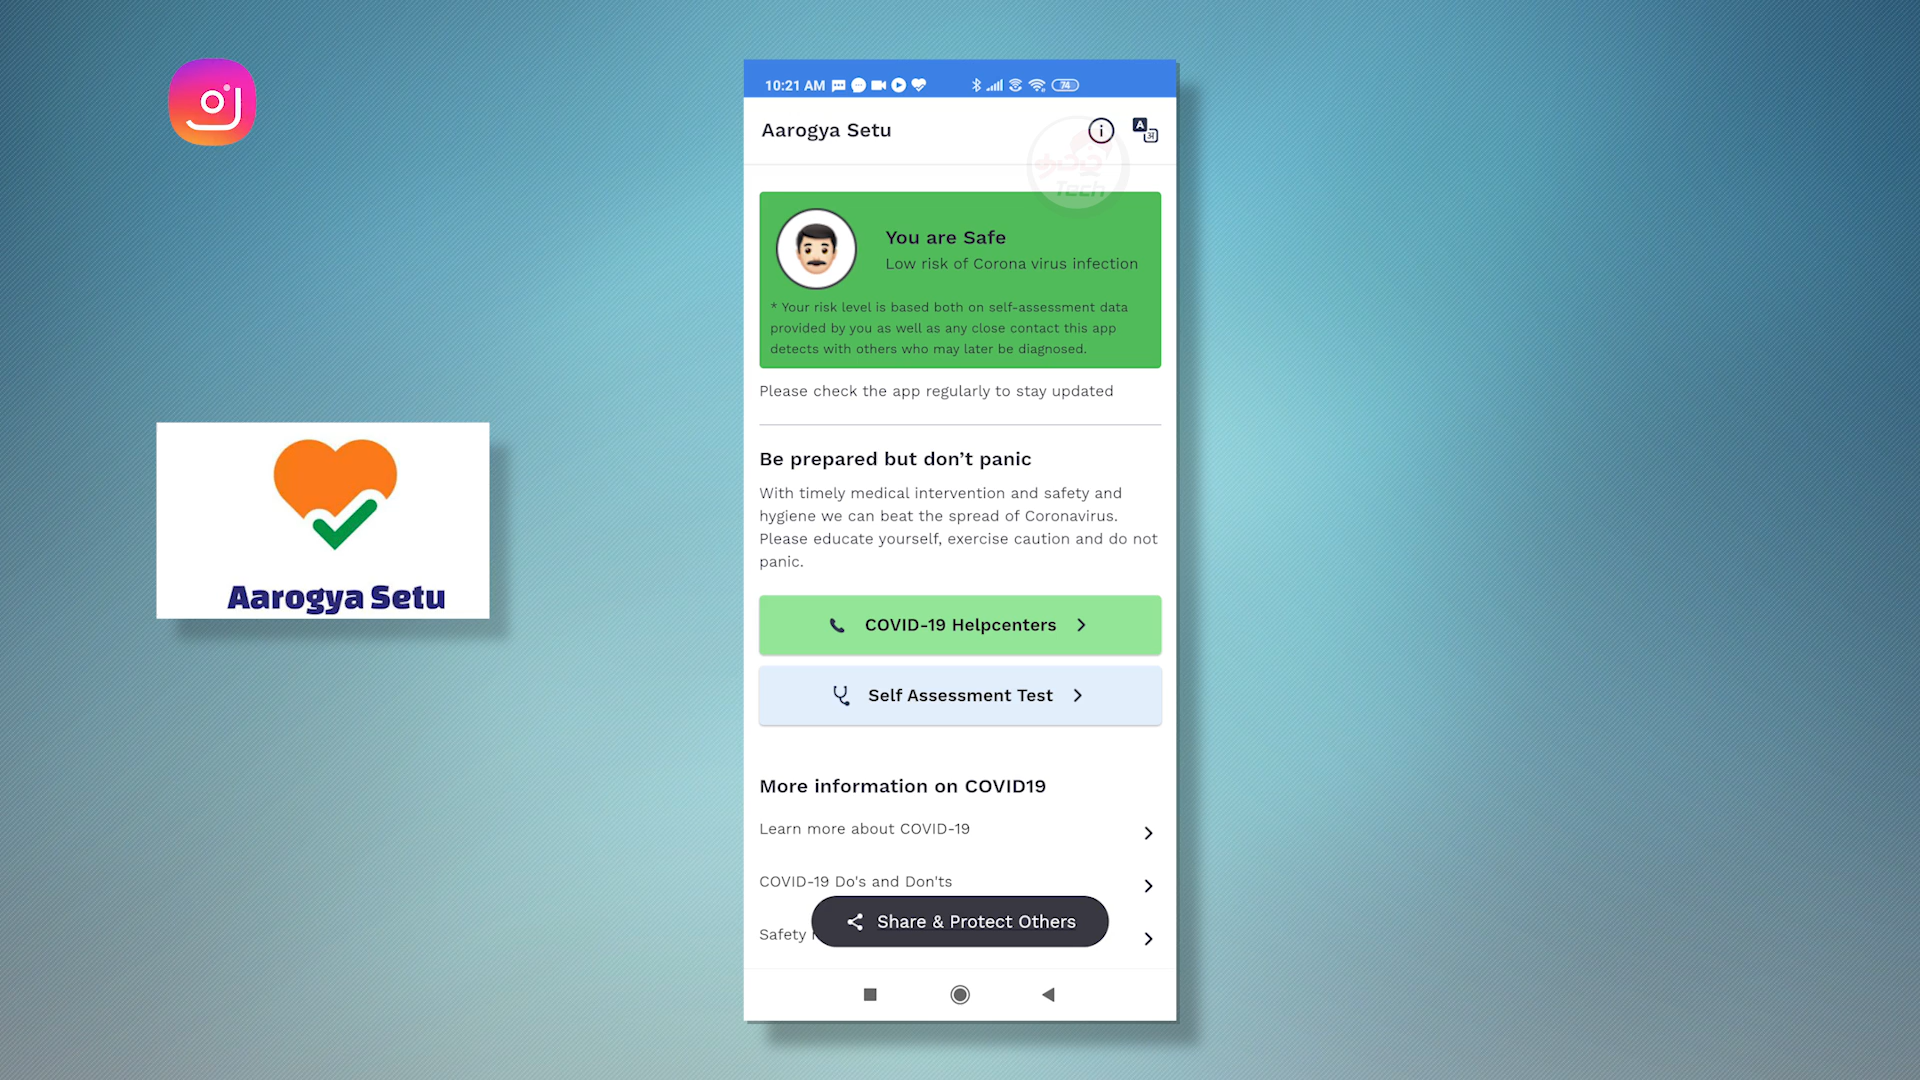 10:21 AM
74
Aarogya Setu
தமிழ்
Tech
You are Safe
Low risk of Corona virus infection
* Your risk level is based both on self-assessment data
provided by you as well as any close contact this app
detects with others who may later be diagnosed.
Please check the app regularly to stay updated
Be prepared but don’t panic
With timely medical intervention and safety and
hygiene we can beat the spread of Coronavirus.
Please educate yourself, exercise caution and do not
panic.
Aarogya Setu
COVID-19 Helpcenters
Self Assessment Test
More information on COVID19
Learn more about COVID-19
COVID-19 Do's and Don'ts
Safety
Share & Protect Others